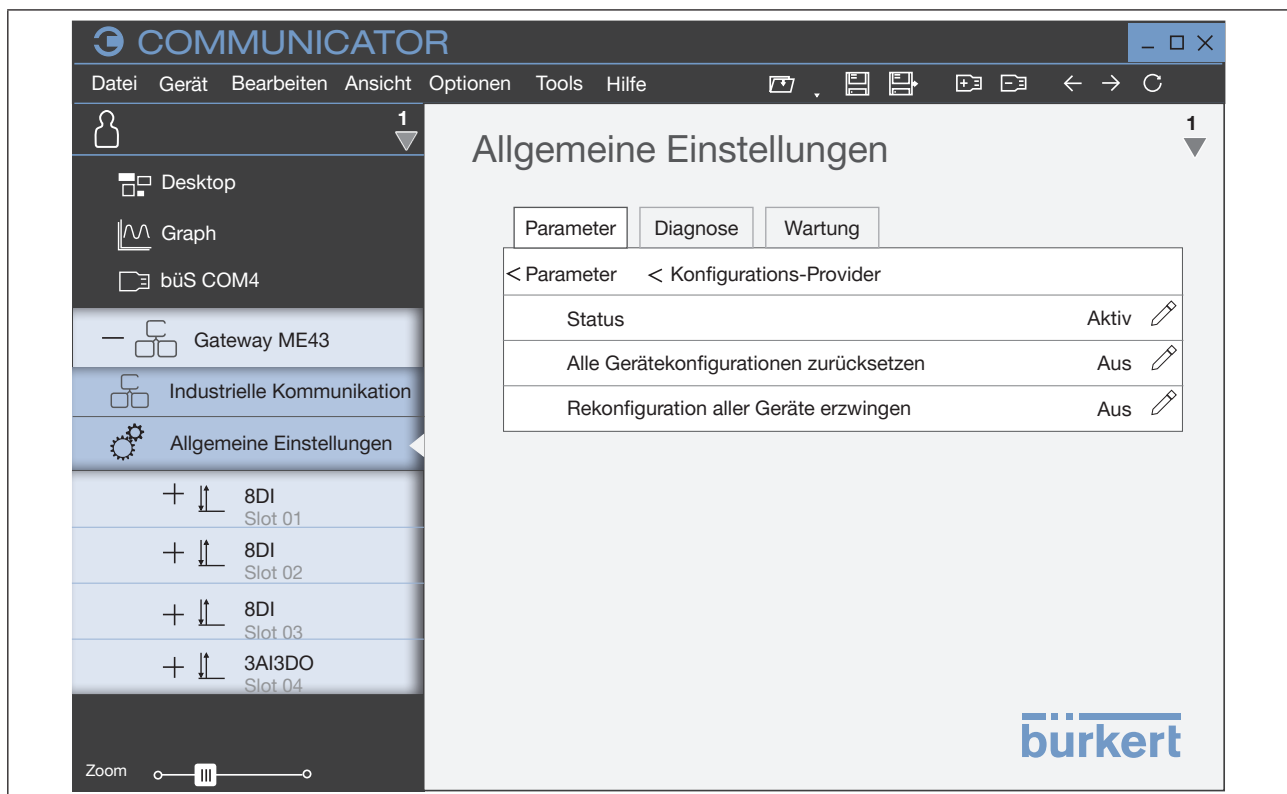 COMMUNICATOR
Datei Gerät Bearbeiten Ansicht Optionen Tools Hilfe
1
Desktop
Graph
büS COM4
Gateway ME43
Industrielle Kommunikation
Allgemeine Einstellungen
8DI
Slot 01
8DI
Slot 02
8DI
Slot 03
3AI3DO
Slot 04
Zoom
1
Allgemeine Einstellungen
Parameter Diagnose Wartung
< Parameter < Konfigurations-Provider
Status Aktiv
Alle Gerätekonfigurationen zurücksetzen Aus
Rekonfiguration aller Geräte erzwingen Aus
bürkert